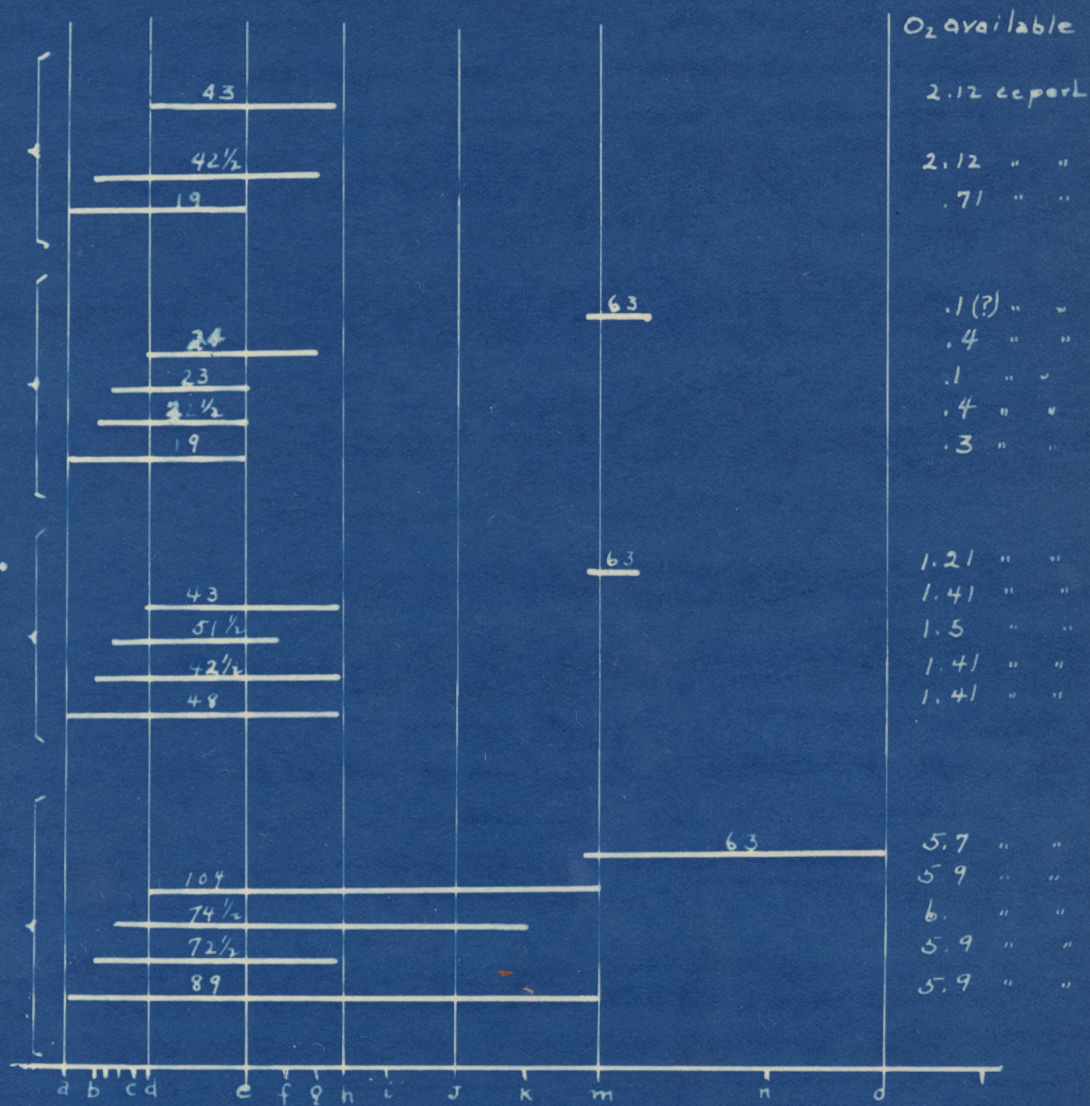 O₂ available
43 2.12 cc per L
42½ 2.12 " "
19 .71 " "
63 .1(?) " "
24 .4 " "
23 .1 " "
½ .4 " "
19 .3 " "
63 1.21 " "
43 1.41 " "
51½ 1.5 " "
42½ 1.41 " "
48 1.41 " "
63 5.7 " "
104 5.9 " "
74½ 6. " "
72½ 5.9 " "
89 5.9 " "
a b c d e f g h i J k m n o